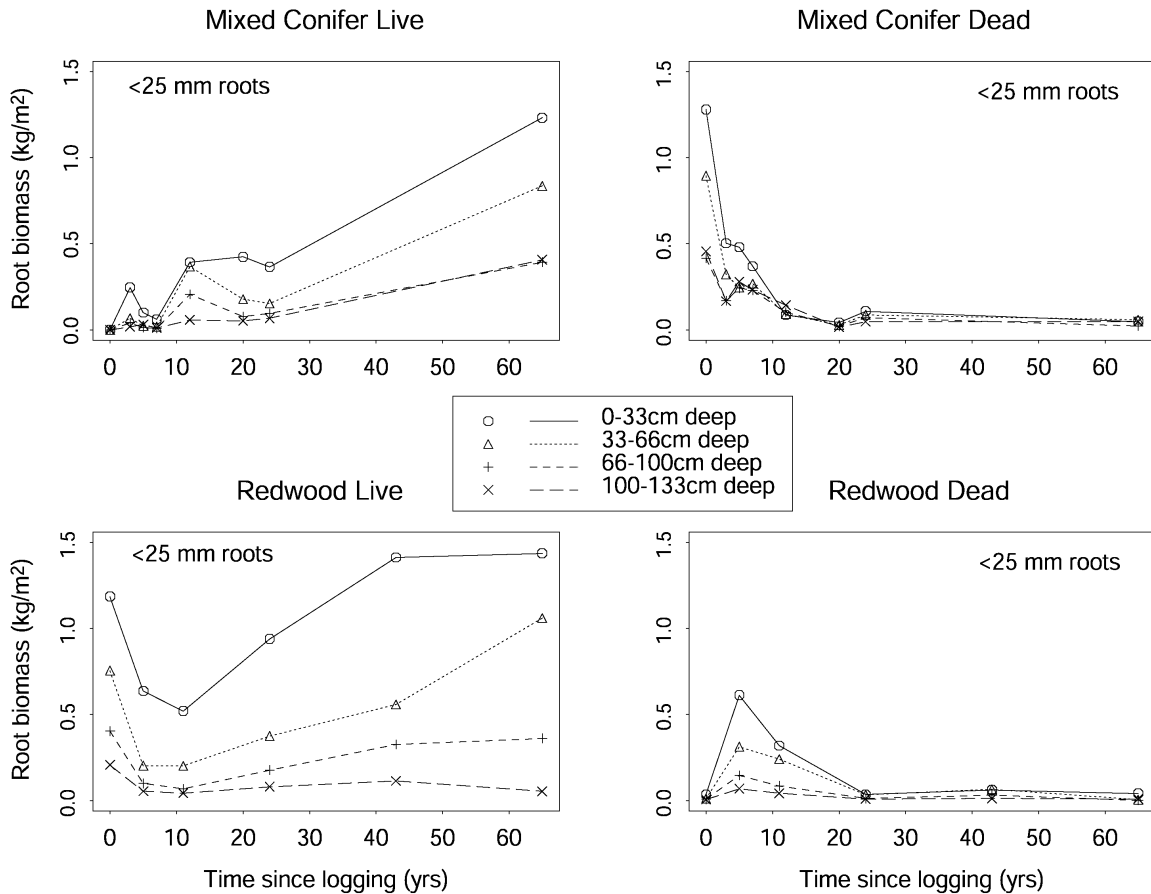 Mixed Conifer Live
Mixed Conifer Dead
<25 mm roots
<25 mm roots
Root biomass (kg/m²)
0.0 0.5 1.0 1.5
0.0 0.5 1.0 1.5
0 10 20 30 40 50 60
0 10 20 30 40 50 60
0-33cm deep
33-66cm deep
66-100cm deep
100-133cm deep
Redwood Live
Redwood Dead
<25 mm roots
<25 mm roots
Root biomass (kg/m²)
0.0 0.5 1.0 1.5
0.0 0.5 1.0 1.5
0 10 20 30 40 50 60
0 10 20 30 40 50 60
Time since logging (yrs)
Time since logging (yrs)